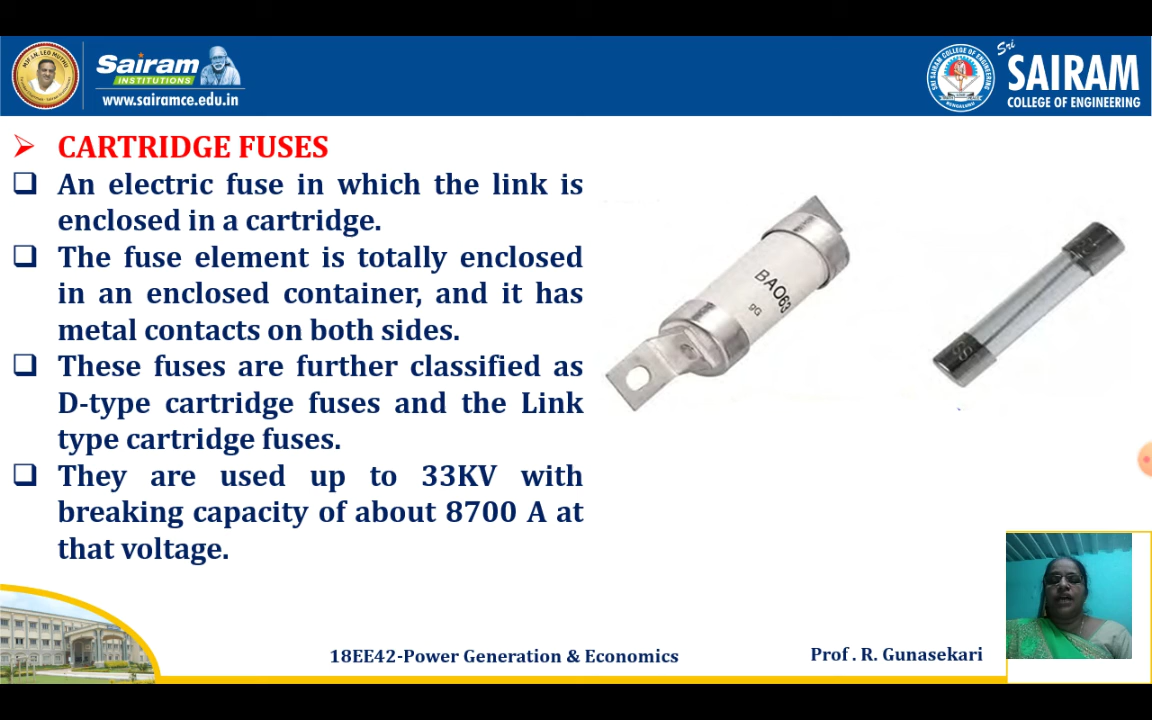 Sairam
INSTITUTIONS
www.sairamce.edu.in
Sri
SAIRAM
COLLEGE OF ENGINEERING
CARTRIDGE FUSES
An electric fuse in which the link is
enclosed in a cartridge.
The fuse element is totally enclosed
in an enclosed container, and it has
metal contacts on both sides.
These fuses are further classified as
D-type cartridge fuses and the Link
type cartridge fuses.
They are used up to 33KV with
breaking capacity of about 8700 A at
that voltage.
BAO63
gG
18EE42-Power Generation & Economics
Prof . R. Gunasekari